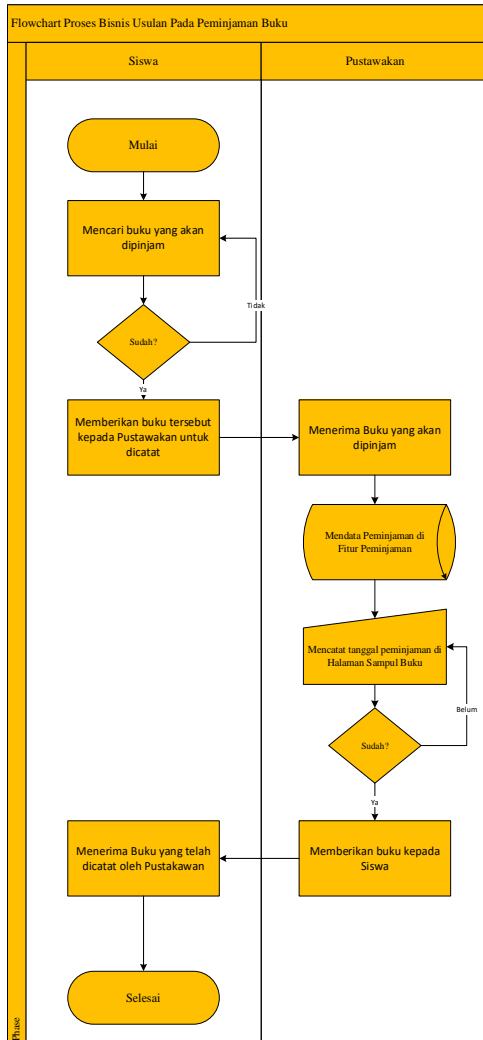 Flowchart Proses Bisnis Usulan Pada Peminjaman Buku
Siswa
Pustawakan
Mulai
Mencari buku yang akan
dipinjam
Tidak
Sudah?
Ya
Memberikan buku tersebut
kepada Pustawakan untuk
dicatat
Menerima Buku yang akan
dipinjam
Mendata Peminjaman di
Fitur Peminjaman
Mencatat tanggal peminjaman di
Halaman Sampul Buku
Belum
Sudah?
Ya
Memberikan buku kepada
Siswa
Menerima Buku yang telah
dicatat oleh Pustakawan
Selesai
Phase